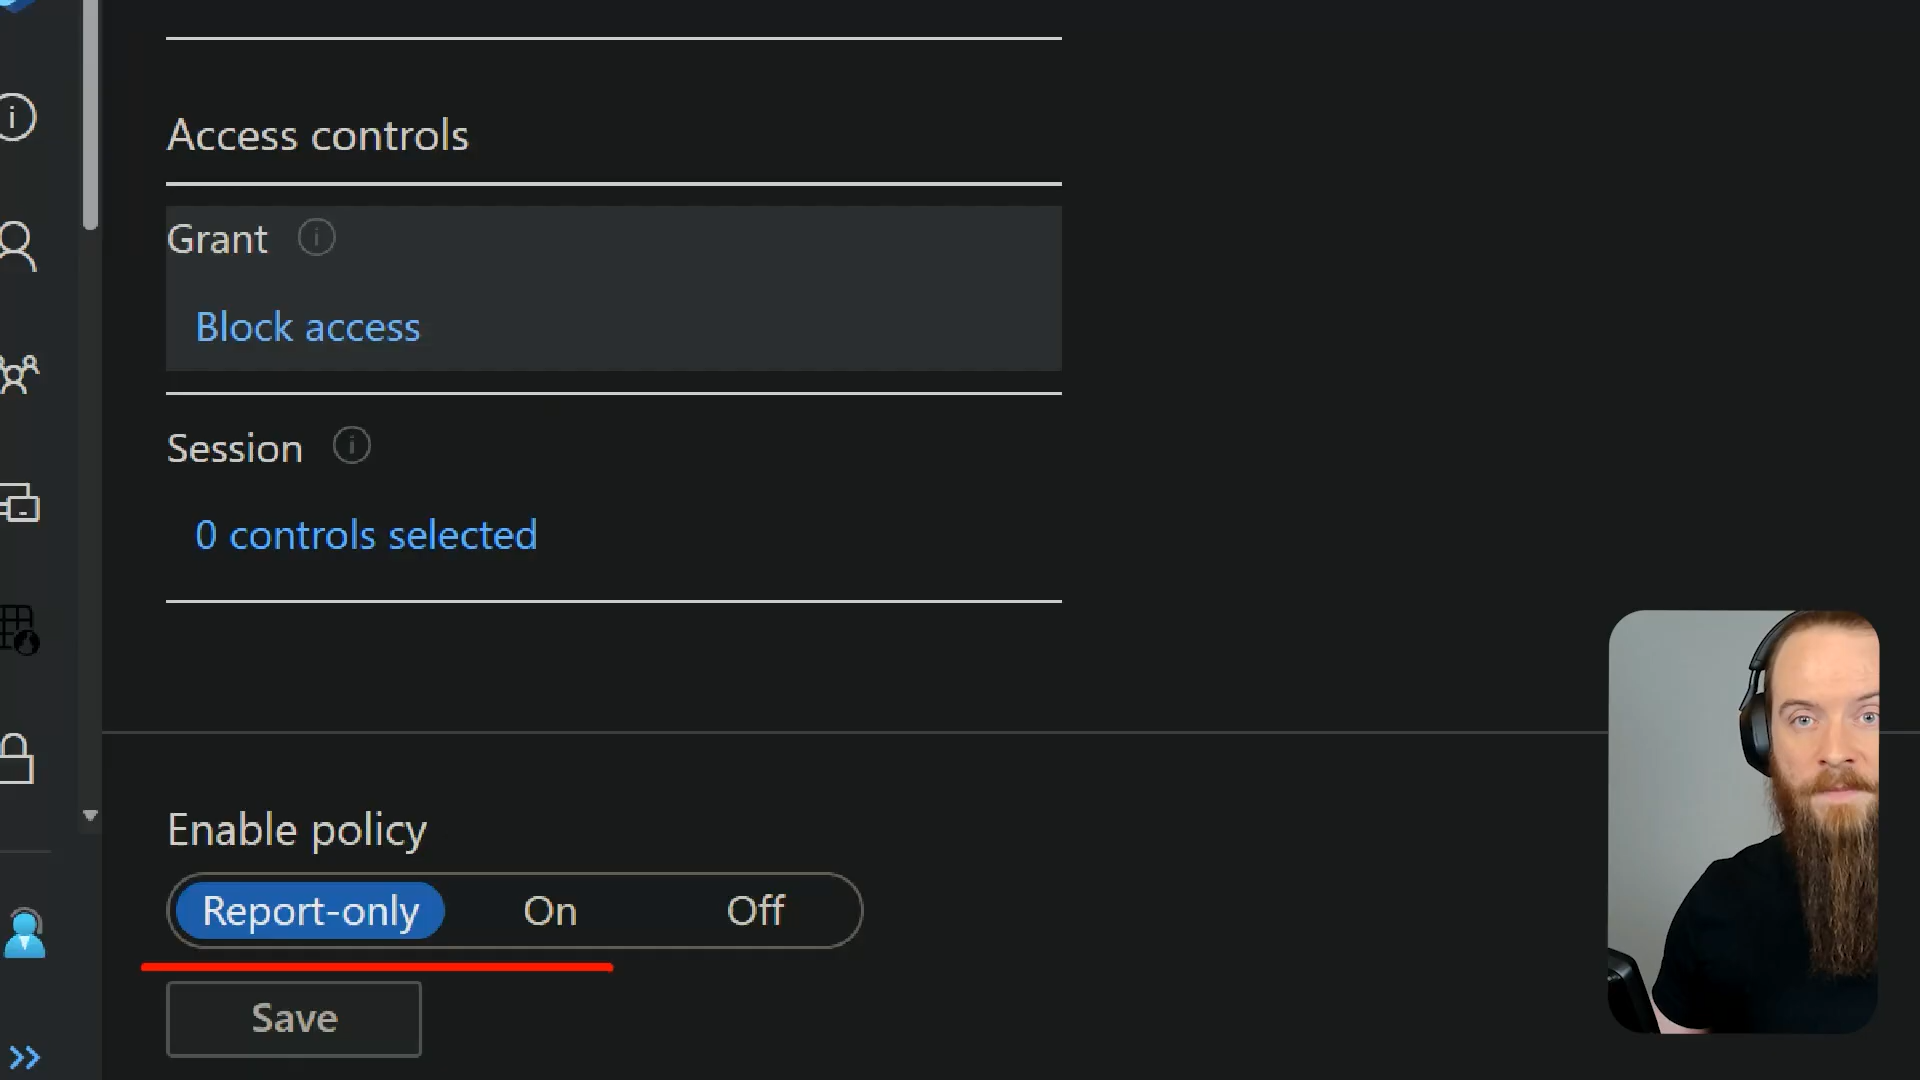 Access controls
Grant
Block access
Session
0 controls selected
Enable policy
Report-only On Off
Save